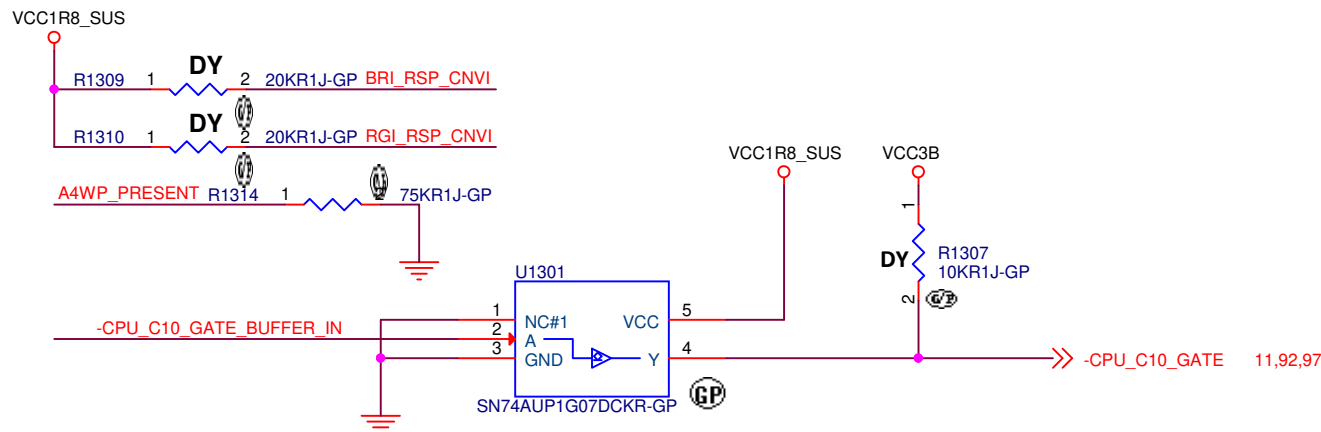 VCC1R8_SUS
R1309 1 DY 2 20KR1J-GP BRI_RSP_CNVI
G/P
R1310 1 DY 2 20KR1J-GP RGI_RSP_CNVI
G/P
A4WP_PRESENT R1314 1 2 75KR1J-GP
VCC1R8_SUS VCC3B
1
DY R1307
10KR1J-GP
2 G/P
U1301
-CPU_C10_GATE_BUFFER_IN
1 NC#1 VCC 5
2 A
3 GND Y 4
-CPU_C10_GATE 11,92,97
SN74AUP1G07DCKR-GP GP